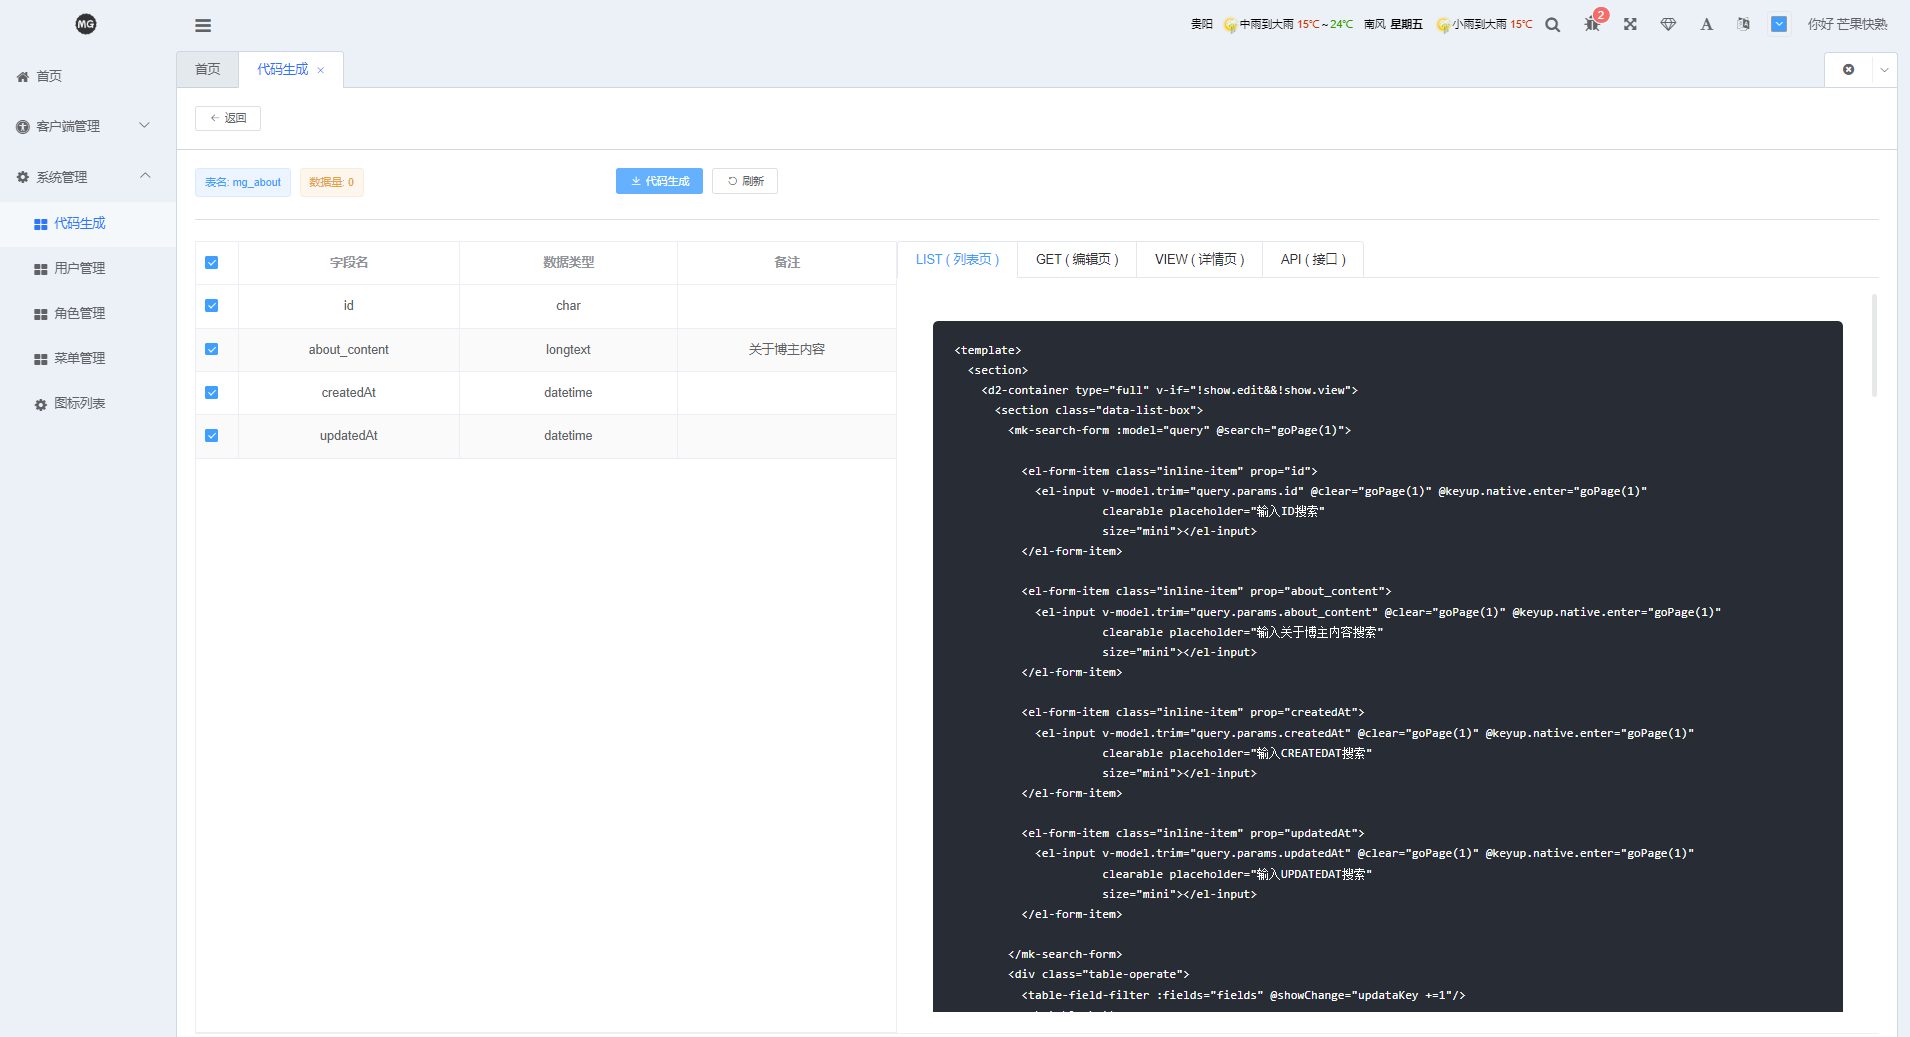 MG
贵阳 中雨到大雨 15℃~24℃ 南风 星期五 小雨到大雨 15℃ 2 A 你好 芒果快熟
首页
客户端管理
系统管理
代码生成
用户管理
角色管理
菜单管理
图标列表
首页 代码生成 ×
← 返回
表名: mg_about 数据量: 0 代码生成 刷新
字段名 数据类型 备注
id char
about_content longtext 关于博主内容
createdAt datetime
updatedAt datetime
LIST ( 列表页 ) GET ( 编辑页 ) VIEW ( 详情页 ) API ( 接口 )
<template>
  <section>
    <d2-container type="full" v-if="!show.edit&&!show.view">
      <section class="data-list-box">
        <mk-search-form :model="query" @search="goPage(1)">
          <el-form-item class="inline-item" prop="id">
            <el-input v-model.trim="query.params.id" @clear="goPage(1)" @keyup.native.enter="goPage(1)"
                      clearable placeholder="输入ID搜索"
                      size="mini"></el-input>
          </el-form-item>
          <el-form-item class="inline-item" prop="about_content">
            <el-input v-model.trim="query.params.about_content" @clear="goPage(1)" @keyup.native.enter="goPage(1)"
                      clearable placeholder="输入关于博主内容搜索"
                      size="mini"></el-input>
          </el-form-item>
          <el-form-item class="inline-item" prop="createdAt">
            <el-input v-model.trim="query.params.createdAt" @clear="goPage(1)" @keyup.native.enter="goPage(1)"
                      clearable placeholder="输入CREATEDAT搜索"
                      size="mini"></el-input>
          </el-form-item>
          <el-form-item class="inline-item" prop="updatedAt">
            <el-input v-model.trim="query.params.updatedAt" @clear="goPage(1)" @keyup.native.enter="goPage(1)"
                      clearable placeholder="输入UPDATEDAT搜索"
                      size="mini"></el-input>
          </el-form-item>
        </mk-search-form>
        <div class="table-operate">
          <table-field-filter :fields="fields" @showChange="updataKey +=1"/>